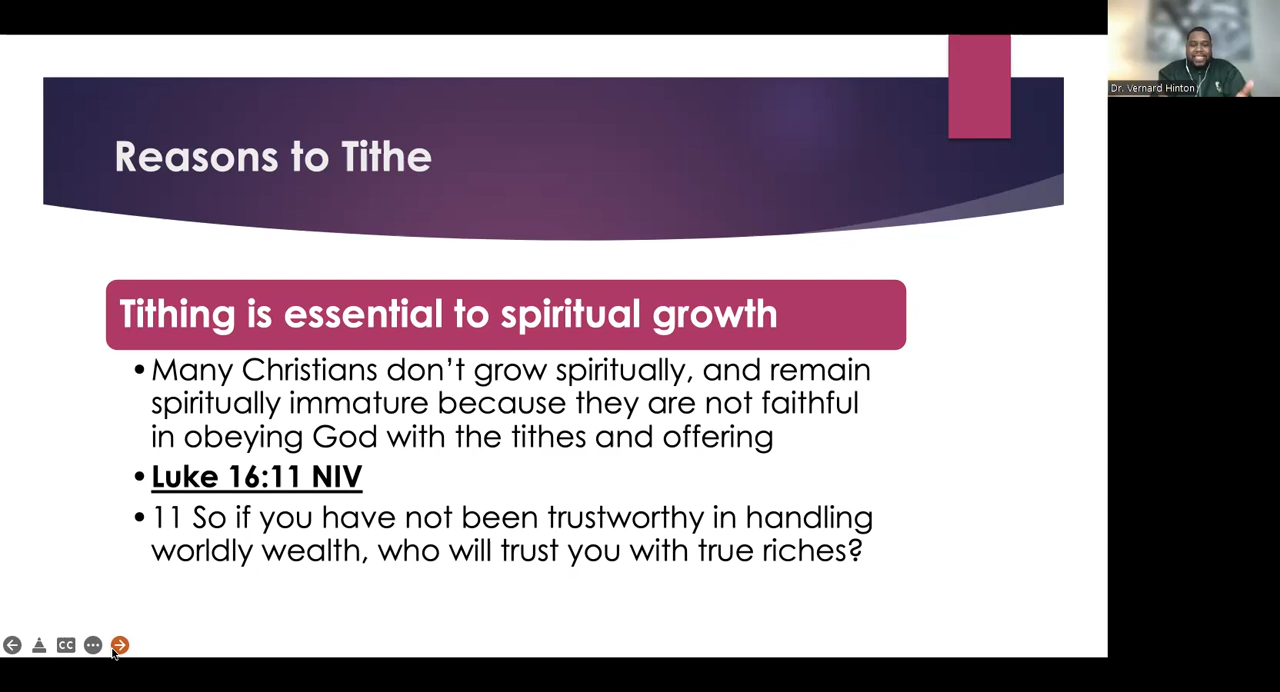 Reasons to Tithe
Tithing is essential to spiritual growth
•Many Christians don’t grow spiritually, and remain
spiritually immature because they are not faithful
in obeying God with the tithes and offering
•Luke 16:11 NIV
•11 So if you have not been trustworthy in handling
worldly wealth, who will trust you with true riches?
Dr. Vernard Hinton
CC